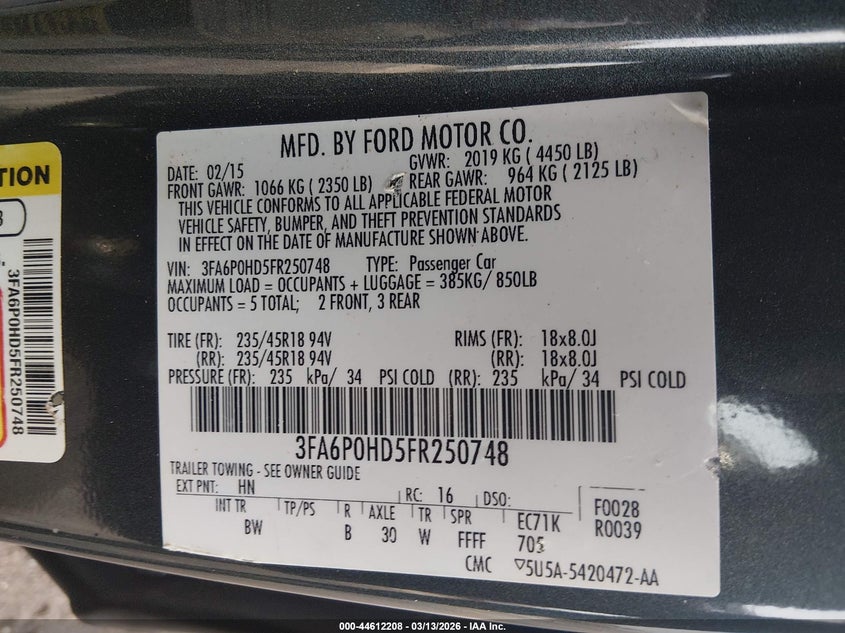 TION
3FA6P0HD5FR250748
MFD. BY FORD MOTOR CO.
DATE: 02/15 GVWR: 2019 KG ( 4450 LB)
FRONT GAWR: 1066 KG ( 2350 LB) REAR GAWR: 964 KG ( 2125 LB)
THIS VEHICLE CONFORMS TO ALL APPLICABLE FEDERAL MOTOR
VEHICLE SAFETY, BUMPER, AND THEFT PREVENTION STANDARDS
IN EFFECT ON THE DATE OF MANUFACTURE SHOWN ABOVE.
VIN: 3FA6P0HD5FR250748 TYPE: Passenger Car
MAXIMUM LOAD = OCCUPANTS + LUGGAGE = 385KG/ 850LB
OCCUPANTS = 5 TOTAL; 2 FRONT, 3 REAR
TIRE (FR): 235/45R18 94V RIMS (FR): 18x8.0J
(RR): 235/45R18 94V (RR): 18x8.0J
PRESSURE (FR): 235 kPa/ 34 PSI COLD (RR): 235 kPa/ 34 PSI COLD
3FA6P0HD5FR250748
TRAILER TOWING - SEE OWNER GUIDE
EXT PNT: HN RC: 16 DSO: F0028
INT TR TP/PS R AXLE TR SPR EC71K R0039
BW B 30 W FFFF 705
CMC 5U5A-5420472-AA
000-44612208 - 03/13/2026 - IAA Inc.